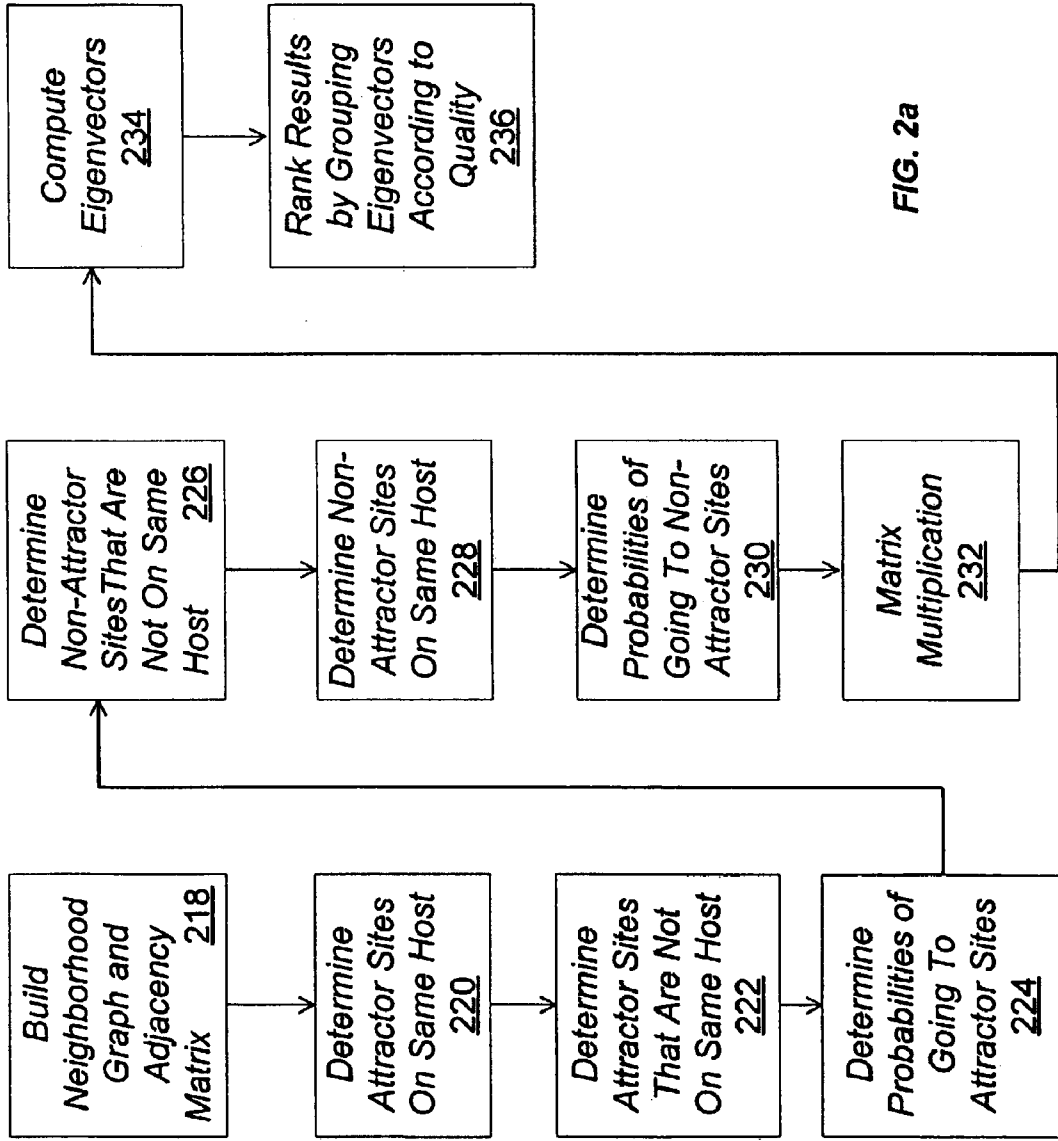 Build
Neighborhood
Graph and
Adjacency
Matrix 218
Determine
Attractor Sites
On Same Host
220
Determine
Attractor Sites
That Are Not
On Same Host
222
Determine
Probabilities of
Going To
Attractor Sites
224
Determine
Non-Attractor
SitesThat Are
Not On Same
Host 226
Determine Non-
Attractor Sites
On Same Host
228
Determine
Probabilities of
Going To Non-
Attractor Sites
230
Matrix
Multiplication
232
Compute
Eigenvectors
234
Rank Results
by Grouping
Eigenvectors
According to
Quality
236
FIG. 2a